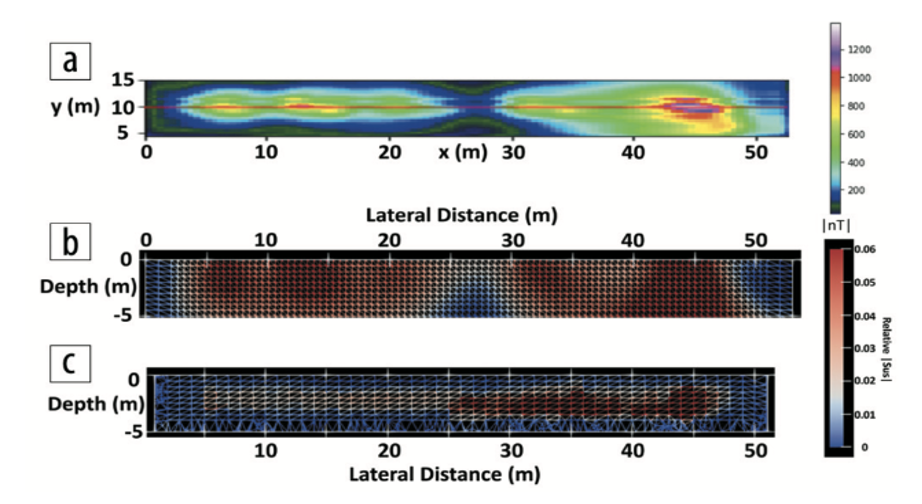 a
15
y (m) 10
5
0 10 20 x (m) 30 40 50
1200
1000
800
600
400
200
|nT|
b
Lateral Distance (m)
0 10 20 30 40 50
0
Depth (m)
-5
c
0
Depth (m)
-5
10 20 30 40 50
Lateral Distance (m)
0.06
0.05
0.04
0.03
0.02
0.01
0
Relative |Sus|